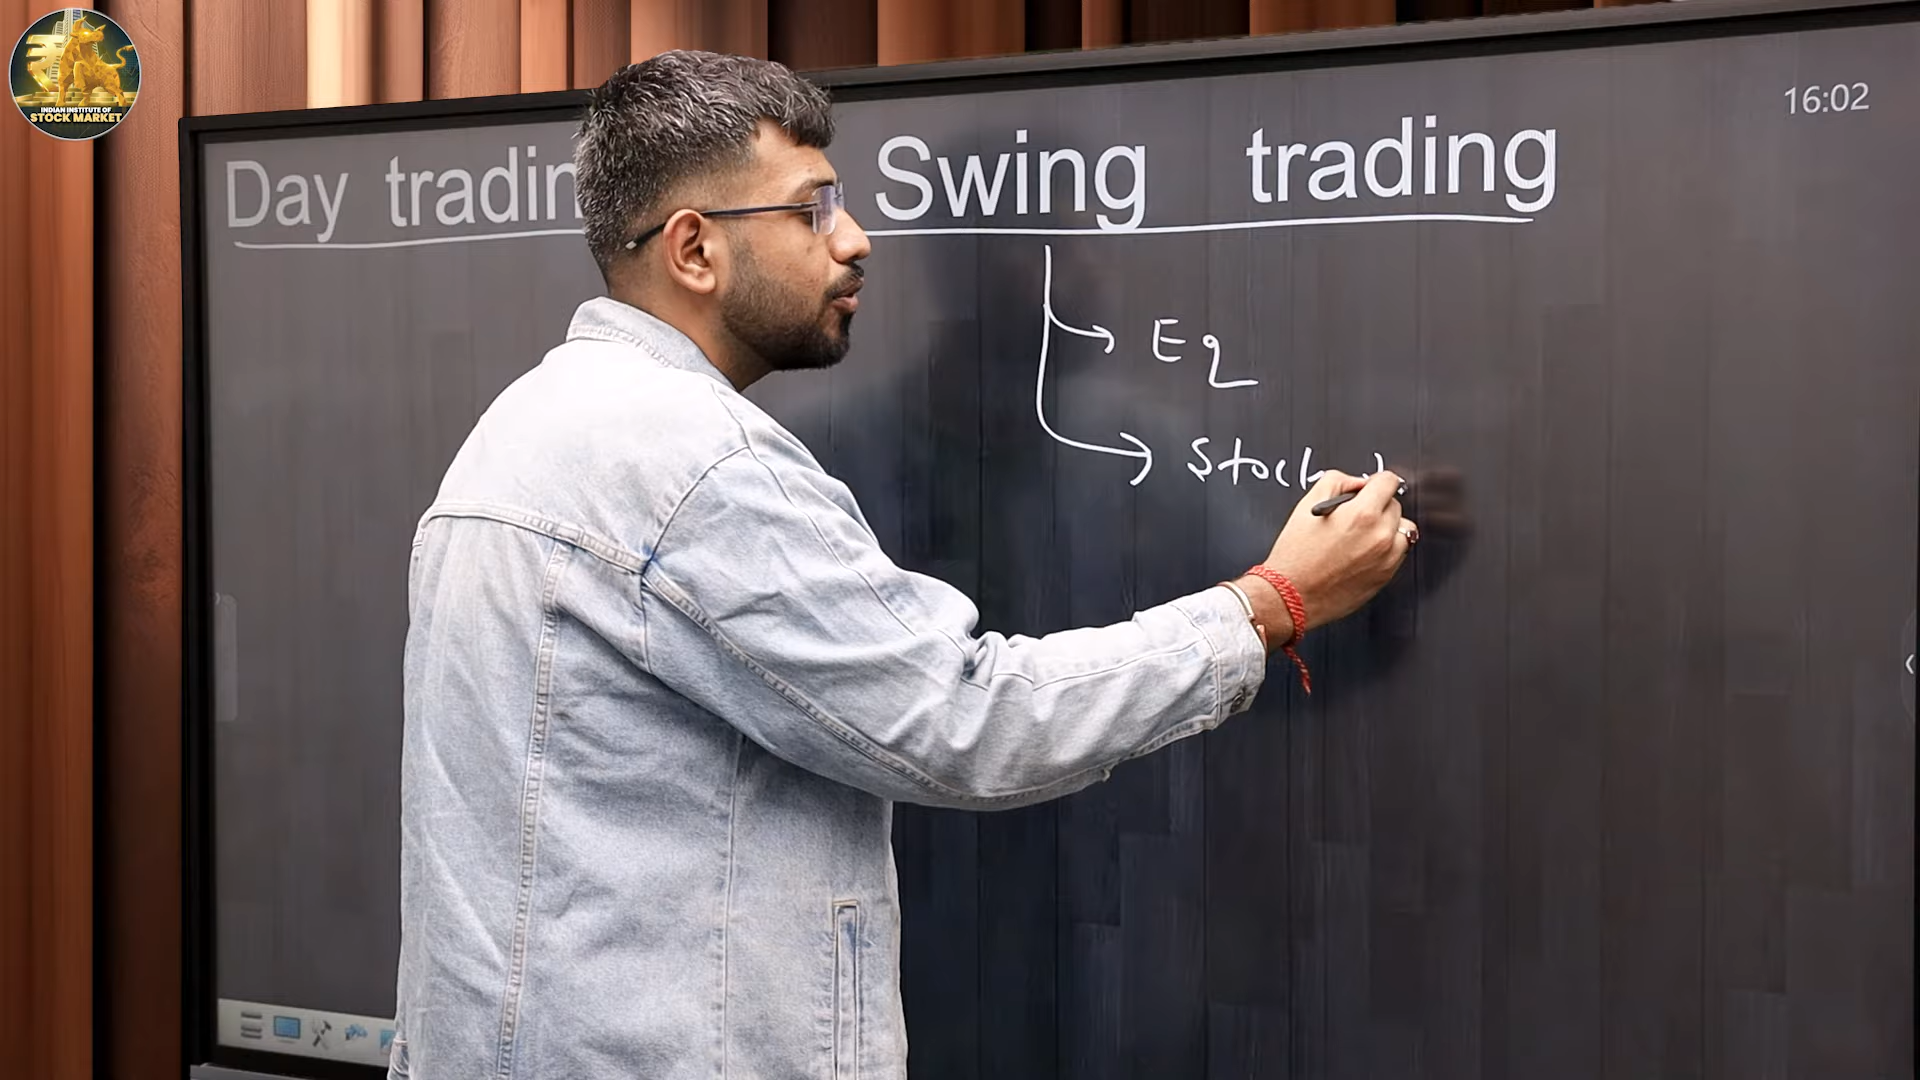 INDIAN INSTITUTE OF
STOCK MARKET
16:02
Day tradin Swing trading
Eq
Stock